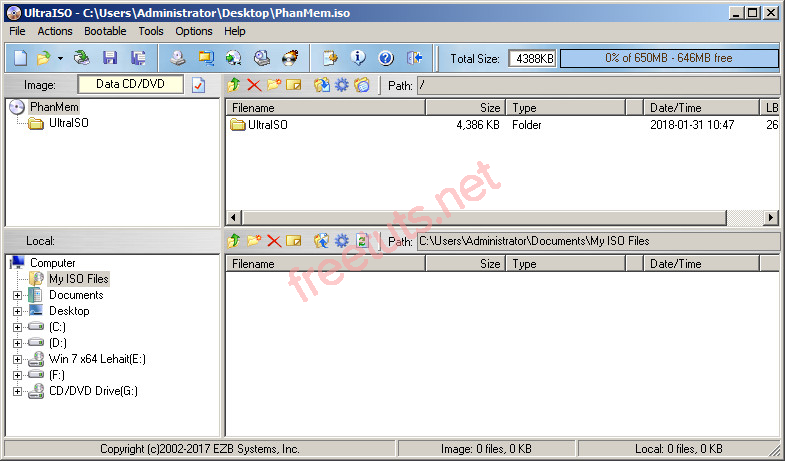 UltraISO - C:\Users\Administrator\Desktop\PhanMem.iso
File Actions Bootable Tools Options Help
Total Size: 4388KB 0% of 650MB - 646MB free
Image: Data CD/DVD Path: /
PhanMem
UltraISO
Filename Size Type Date/Time LB
UltraISO 4,386 KB Folder 2018-01-31 10:47 26
freetuts.net
Local: Path: C:\Users\Administrator\Documents\My ISO Files
Computer
My ISO Files
Documents
Desktop
(C:)
(D:)
Win 7 x64 Lehait(E:)
(F:)
CD/DVD Drive(G:)
Filename Size Type Date/Time
Copyright (c)2002-2017 EZB Systems, Inc. Image: 0 files, 0 KB Local: 0 files, 0 KB